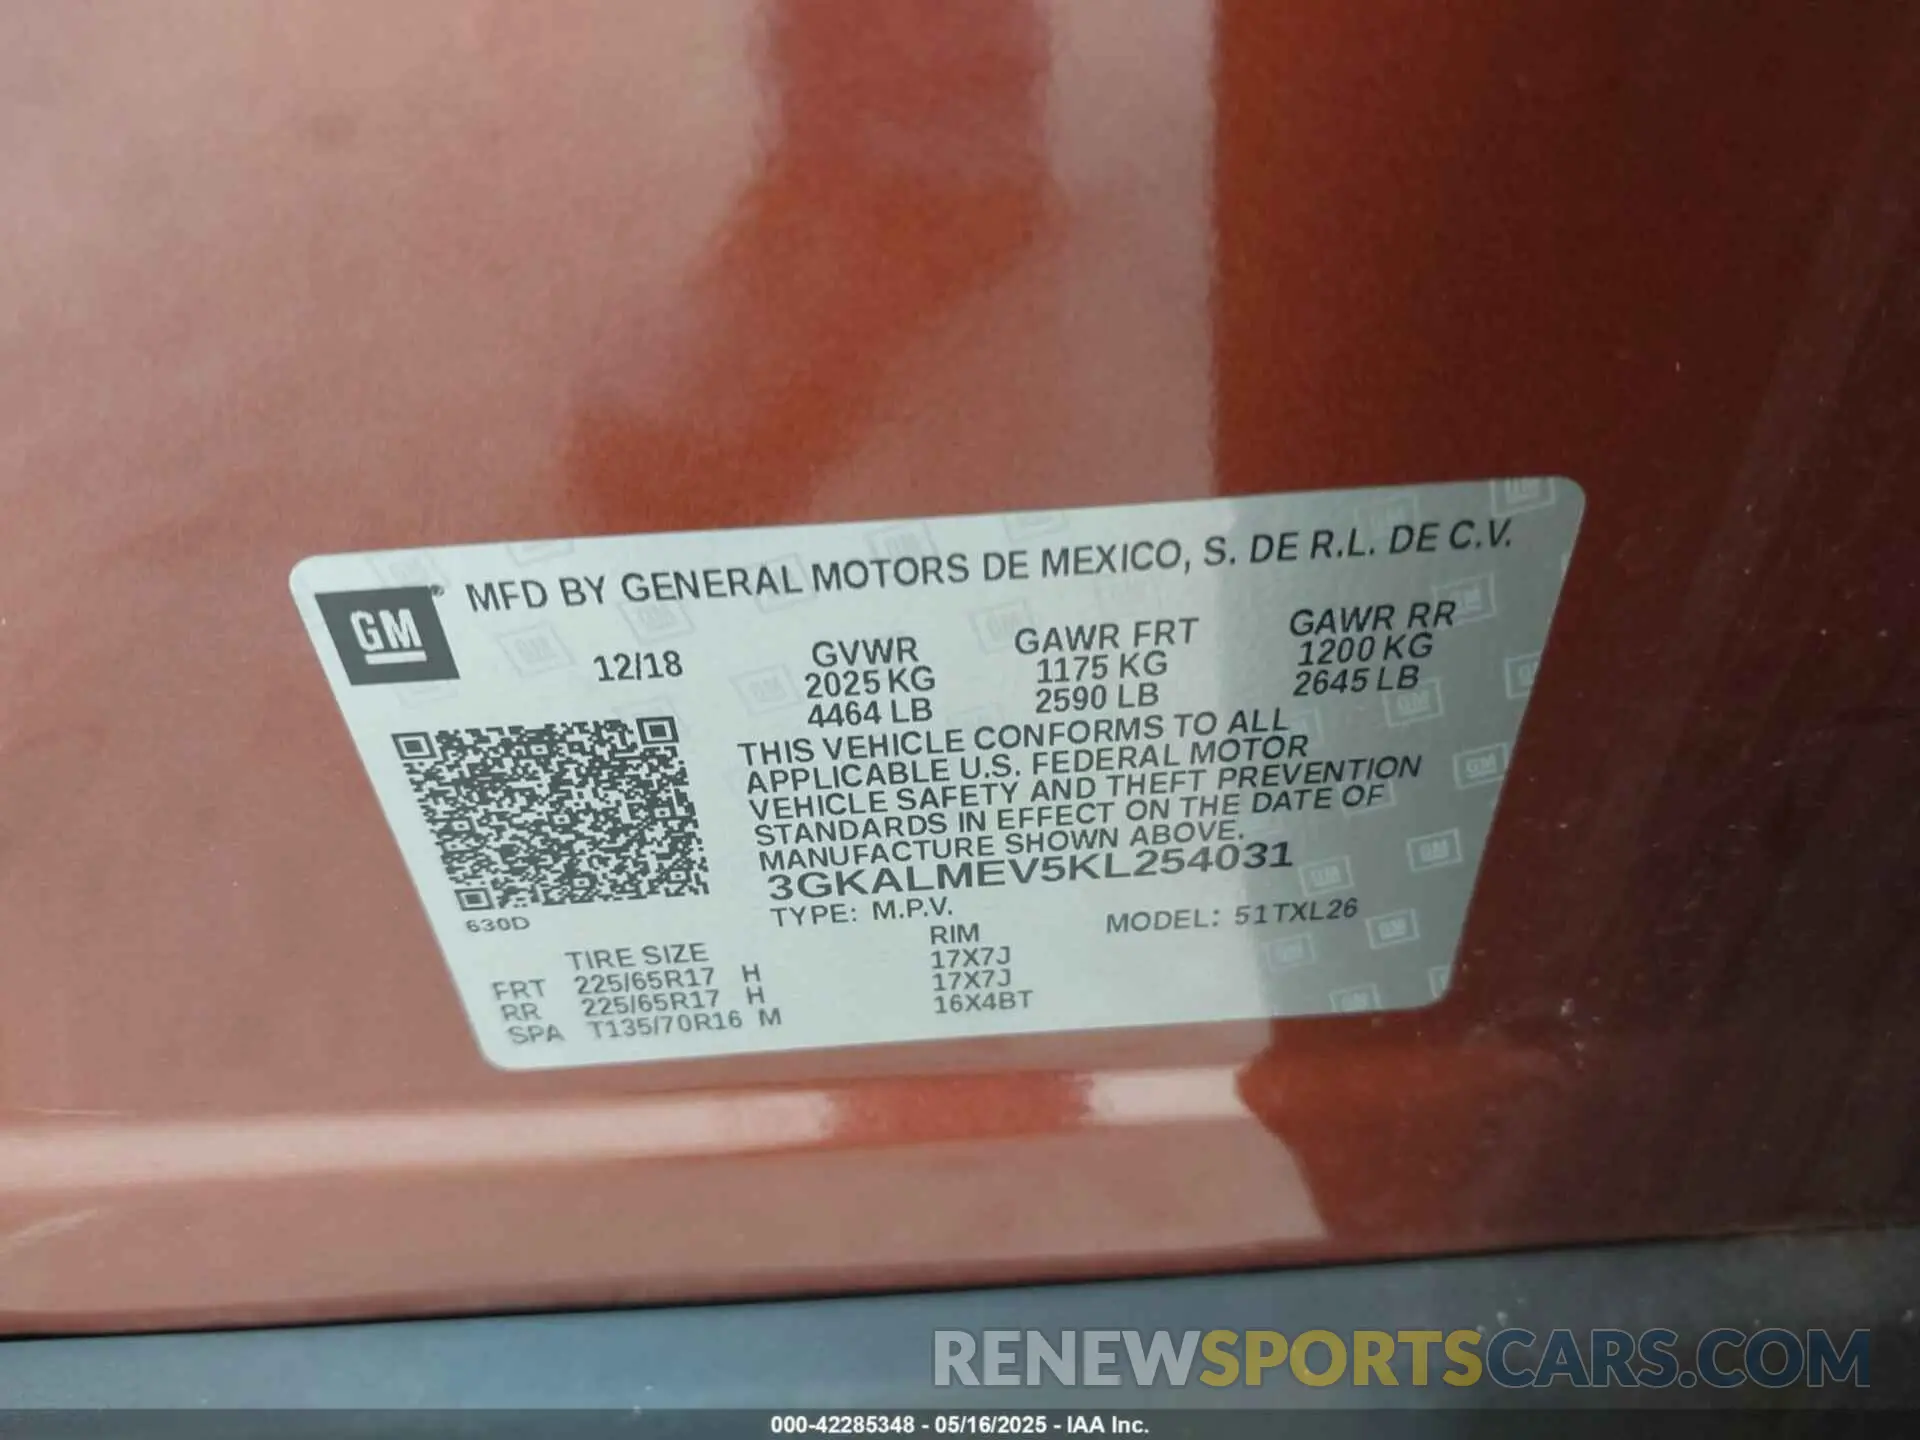 GM® MFD BY GENERAL MOTORS DE MEXICO, S. DE R.L. DE C.V.
12/18 GVWR GAWR FRT GAWR RR
2025 KG 1175 KG 1200 KG
4464 LB 2590 LB 2645 LB
THIS VEHICLE CONFORMS TO ALL
APPLICABLE U.S. FEDERAL MOTOR
VEHICLE SAFETY AND THEFT PREVENTION
STANDARDS IN EFFECT ON THE DATE OF
MANUFACTURE SHOWN ABOVE.
3GKALMEV5KL254031
630D
TYPE: M.P.V. MODEL: 51TXL26
TIRE SIZE RIM
FRT 225/65R17 H 17X7J
RR 225/65R17 H 17X7J
SPA T135/70R16 M 16X4BT
RENEWSPORTSCARS.COM
000-42285348 - 05/16/2025 - IAA Inc.